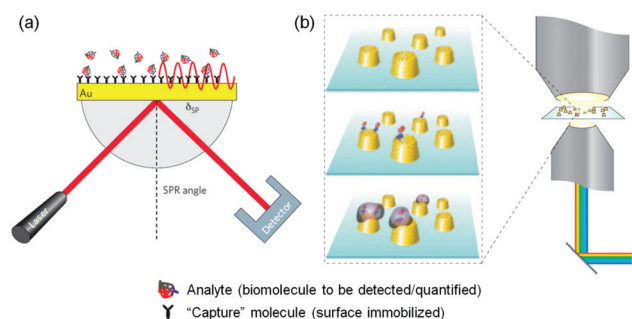 (a)
(b)
Au
δSP
SPR angle
Laser
Detector
Analyte (biomolecule to be detected/quantified)
"Capture" molecule (surface immobilized)